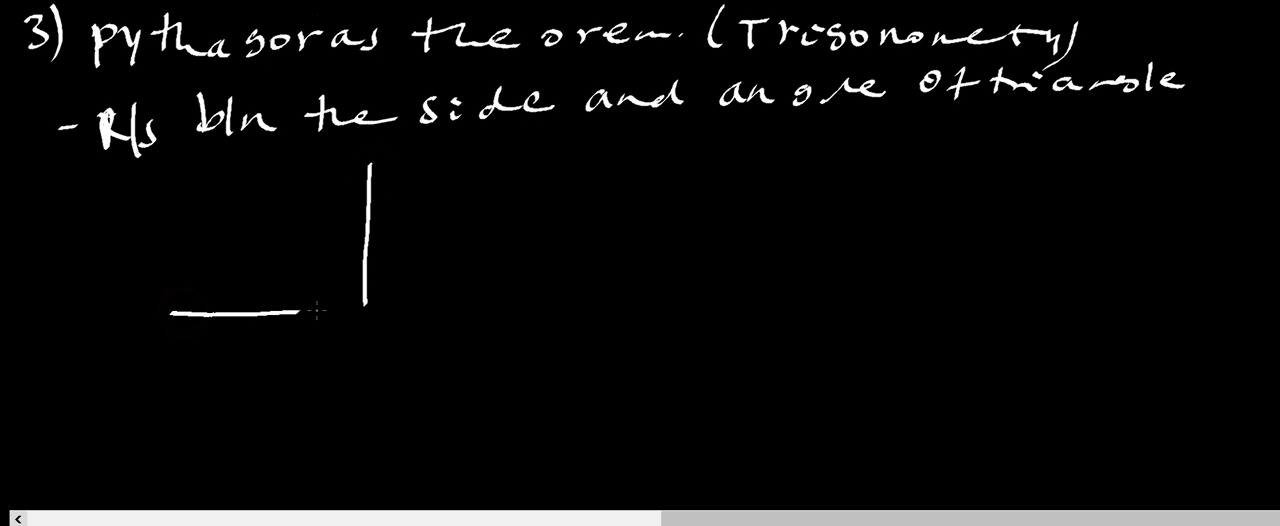 3) pythagoras theorem. (Trigonometry)
- R/s b/n the side and angle of triangle